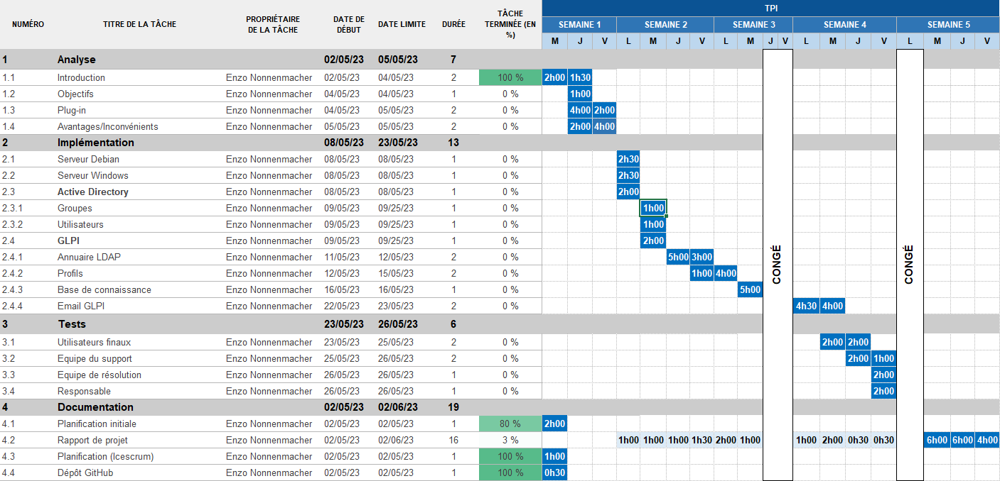 NUMÉRO TITRE DE LA TÂCHE PROPRIÉTAIRE DE LA TÂCHE DATE DE DÉBUT DATE LIMITE DURÉE TÂCHE TERMINÉE (EN %) TPI
SEMAINE 1 SEMAINE 2 SEMAINE 3 SEMAINE 4 SEMAINE 5
M J V L M J V L M J V L M J V L M J V
1 Analyse 02/05/23 05/05/23 7
1.1 Introduction Enzo Nonnenmacher 02/05/23 04/05/23 2 100 % 2h00 1h30
1.2 Objectifs Enzo Nonnenmacher 04/05/23 04/05/23 1 0 % 1h00
1.3 Plug-in Enzo Nonnenmacher 04/05/23 05/05/23 2 0 % 4h00 2h00
1.4 Avantages/Inconvénients Enzo Nonnenmacher 05/05/23 05/05/23 2 0 % 2h00 4h00
2 Implémentation 08/05/23 23/05/23 13
2.1 Serveur Debian Enzo Nonnenmacher 08/05/23 08/05/23 1 0 % 2h30
2.2 Serveur Windows Enzo Nonnenmacher 08/05/23 08/05/23 1 0 % 2h30
2.3 Active Directory Enzo Nonnenmacher 08/05/23 08/05/23 1 0 % 2h00
2.3.1 Groupes Enzo Nonnenmacher 09/05/23 09/25/23 1 0 % 1h00
2.3.2 Utilisateurs Enzo Nonnenmacher 09/05/23 09/25/23 1 0 % 1h00
2.4 GLPI Enzo Nonnenmacher 09/05/23 09/25/23 1 0 % 2h00
2.4.1 Annuaire LDAP Enzo Nonnenmacher 11/05/23 12/05/23 2 0 % 5h00 3h00
2.4.2 Profils Enzo Nonnenmacher 12/05/23 15/05/23 2 0 % 1h00 4h00
2.4.3 Base de connaissance Enzo Nonnenmacher 16/05/23 16/05/23 1 0 % 5h00
2.4.4 Email GLPI Enzo Nonnenmacher 22/05/23 23/05/23 2 0 % 4h30 4h00
CONGÉ CONGÉ
3 Tests 23/05/23 26/05/23 6
3.1 Utilisateurs finaux Enzo Nonnenmacher 23/05/23 25/05/23 2 0 % 2h00 2h00
3.2 Equipe du support Enzo Nonnenmacher 25/05/23 26/05/23 2 0 % 2h00 1h00
3.3 Equipe de résolution Enzo Nonnenmacher 26/05/23 26/05/23 1 0 % 2h00
3.4 Responsable Enzo Nonnenmacher 26/05/23 26/05/23 1 0 % 2h00
4 Documentation 02/05/23 02/06/23 19
4.1 Planification initiale Enzo Nonnenmacher 02/05/23 02/05/23 1 80 % 2h00
4.2 Rapport de projet Enzo Nonnenmacher 02/05/23 02/06/23 16 3 % 1h00 1h00 1h00 1h30 2h00 1h00 1h00 2h00 0h30 0h30 6h00 6h00 4h00
4.3 Planification (Icescrum) Enzo Nonnenmacher 02/05/23 02/05/23 1 100 % 1h00
4.4 Dépôt GitHub Enzo Nonnenmacher 02/05/23 02/05/23 1 100 % 0h30